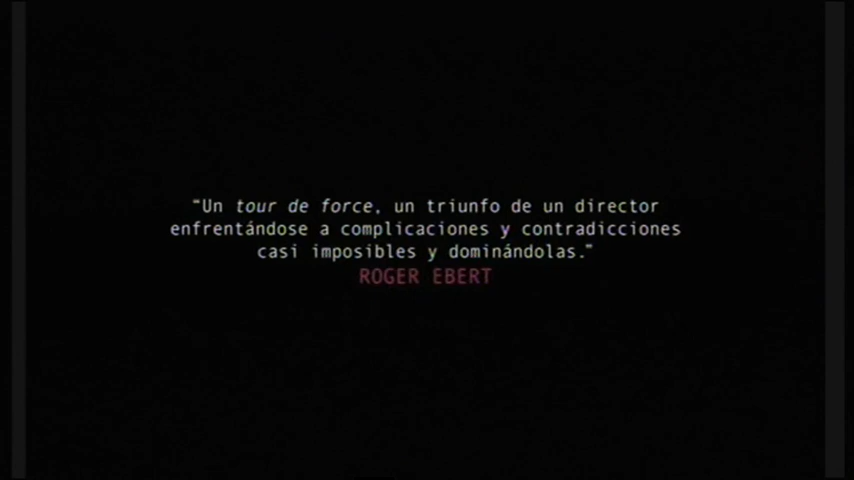 “Un tour de force, un triunfo de un director
enfrentándose a complicaciones y contradicciones
casi imposibles y dominándolas.”
ROGER EBERT